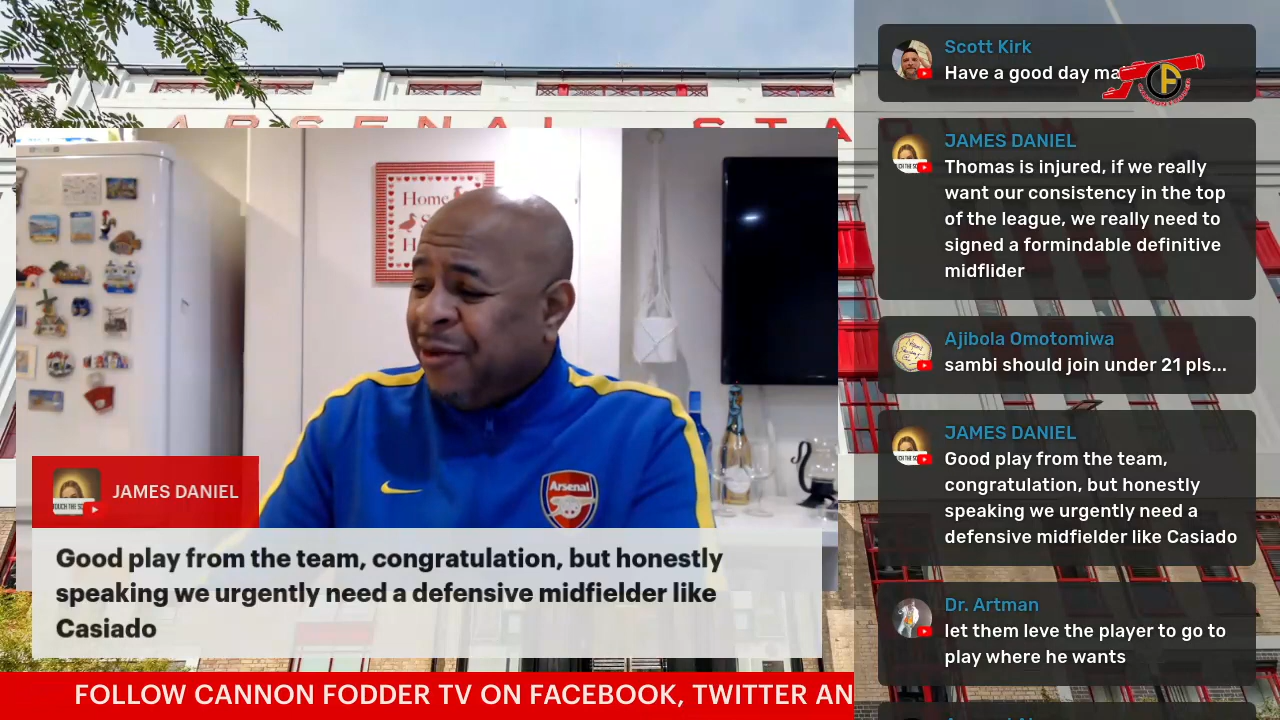 ARSENAL STA
Home
S
H
Arsenal
JAMES DANIEL
Good play from the team, congratulation, but honestly
speaking we urgently need a defensive midfielder like
Casiado
FOLLOW CANNON FODDER TV ON FACEBOOK, TWITTER AN
Scott Kirk
Have a good day ma
JAMES DANIEL
Thomas is injured, if we really
want our consistency in the top
of the league, we really need to
signed a formindable definitive
midflider
Ajibola Omotomiwa
sambi should join under 21 pls...
JAMES DANIEL
Good play from the team,
congratulation, but honestly
speaking we urgently need a
defensive midfielder like Casiado
Dr. Artman
let them leve the player to go to
play where he wants